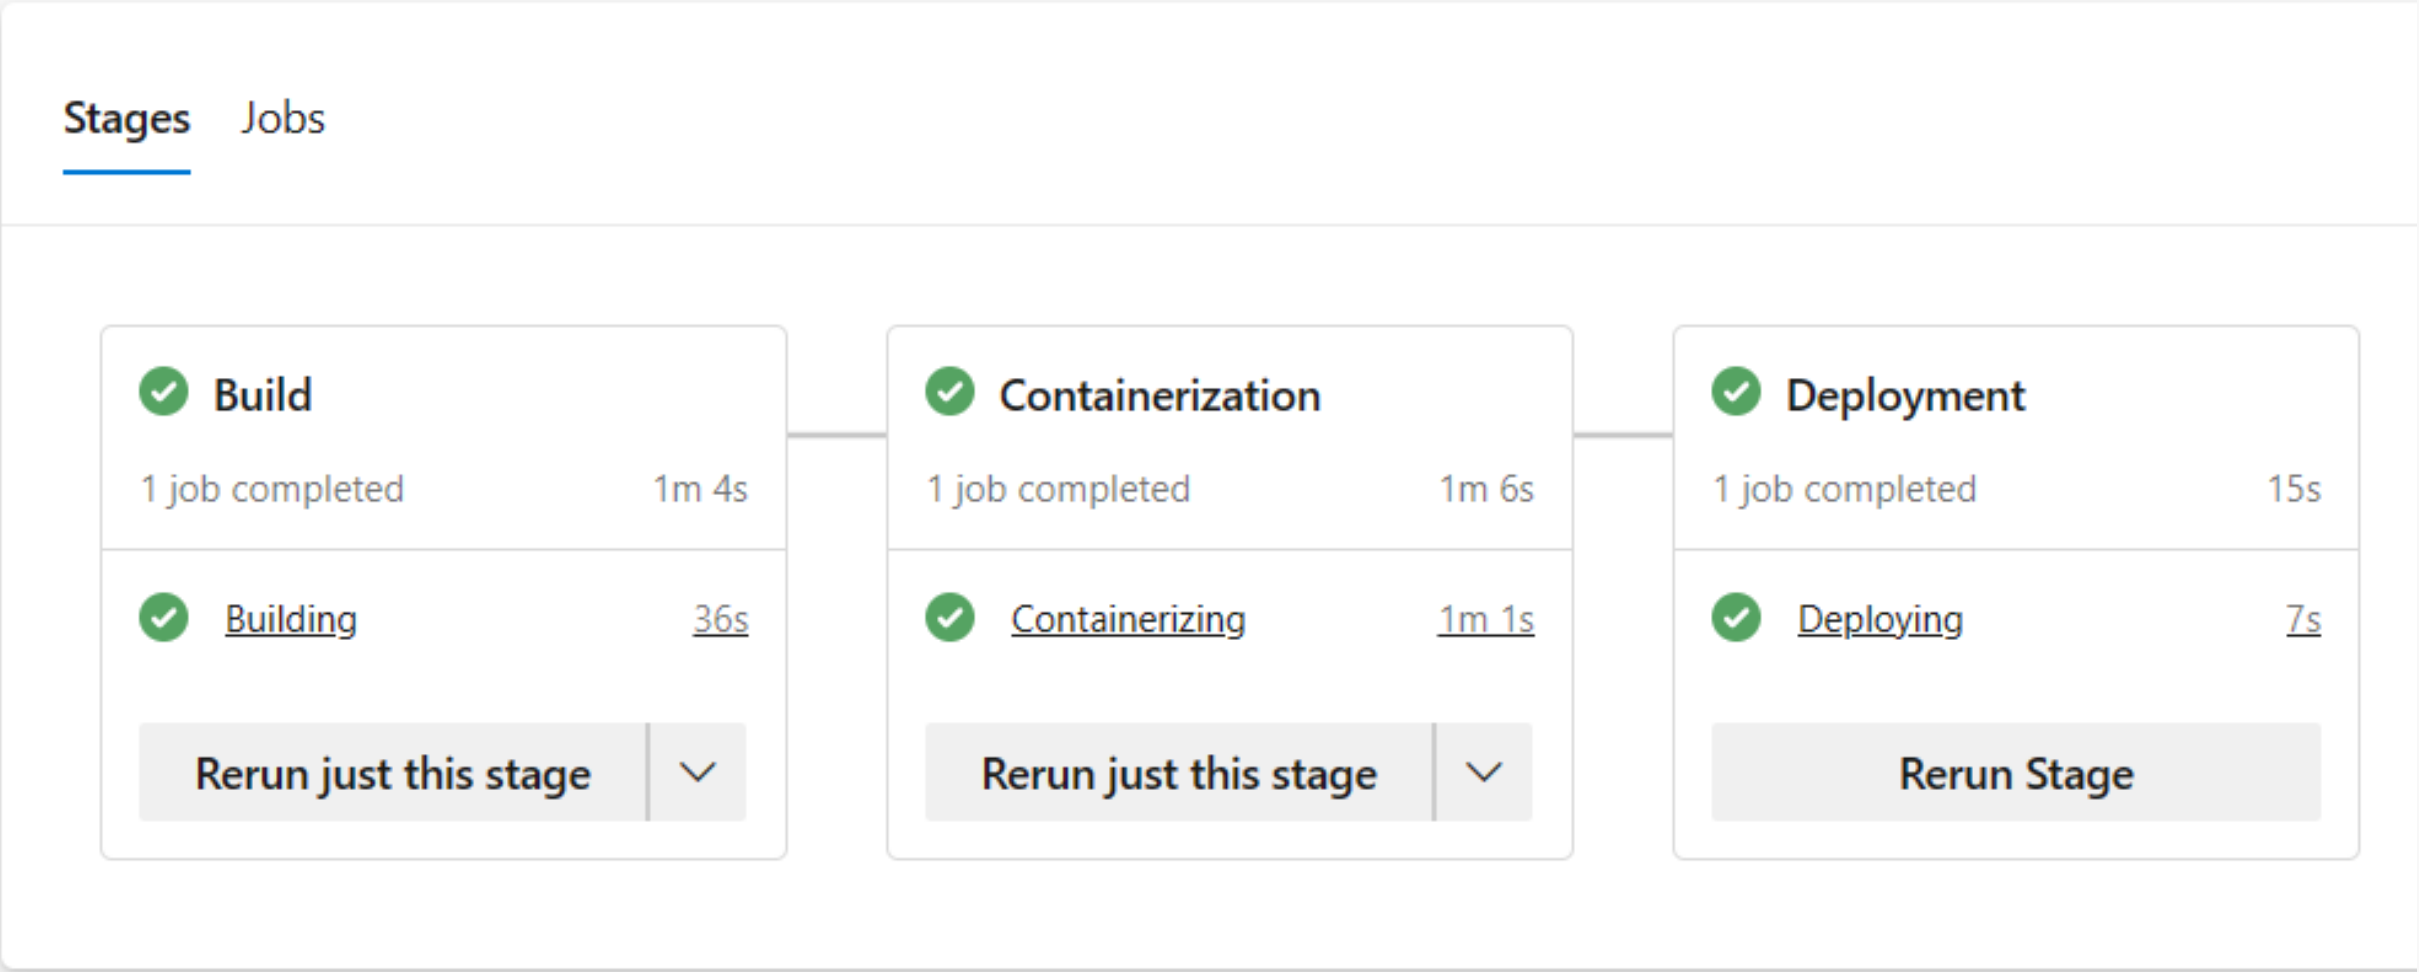 Stages Jobs
Build
1 job completed 1m 4s
Building 36s
Rerun just this stage
Containerization
1 job completed 1m 6s
Containerizing 1m 1s
Rerun just this stage
Deployment
1 job completed 15s
Deploying 7s
Rerun Stage